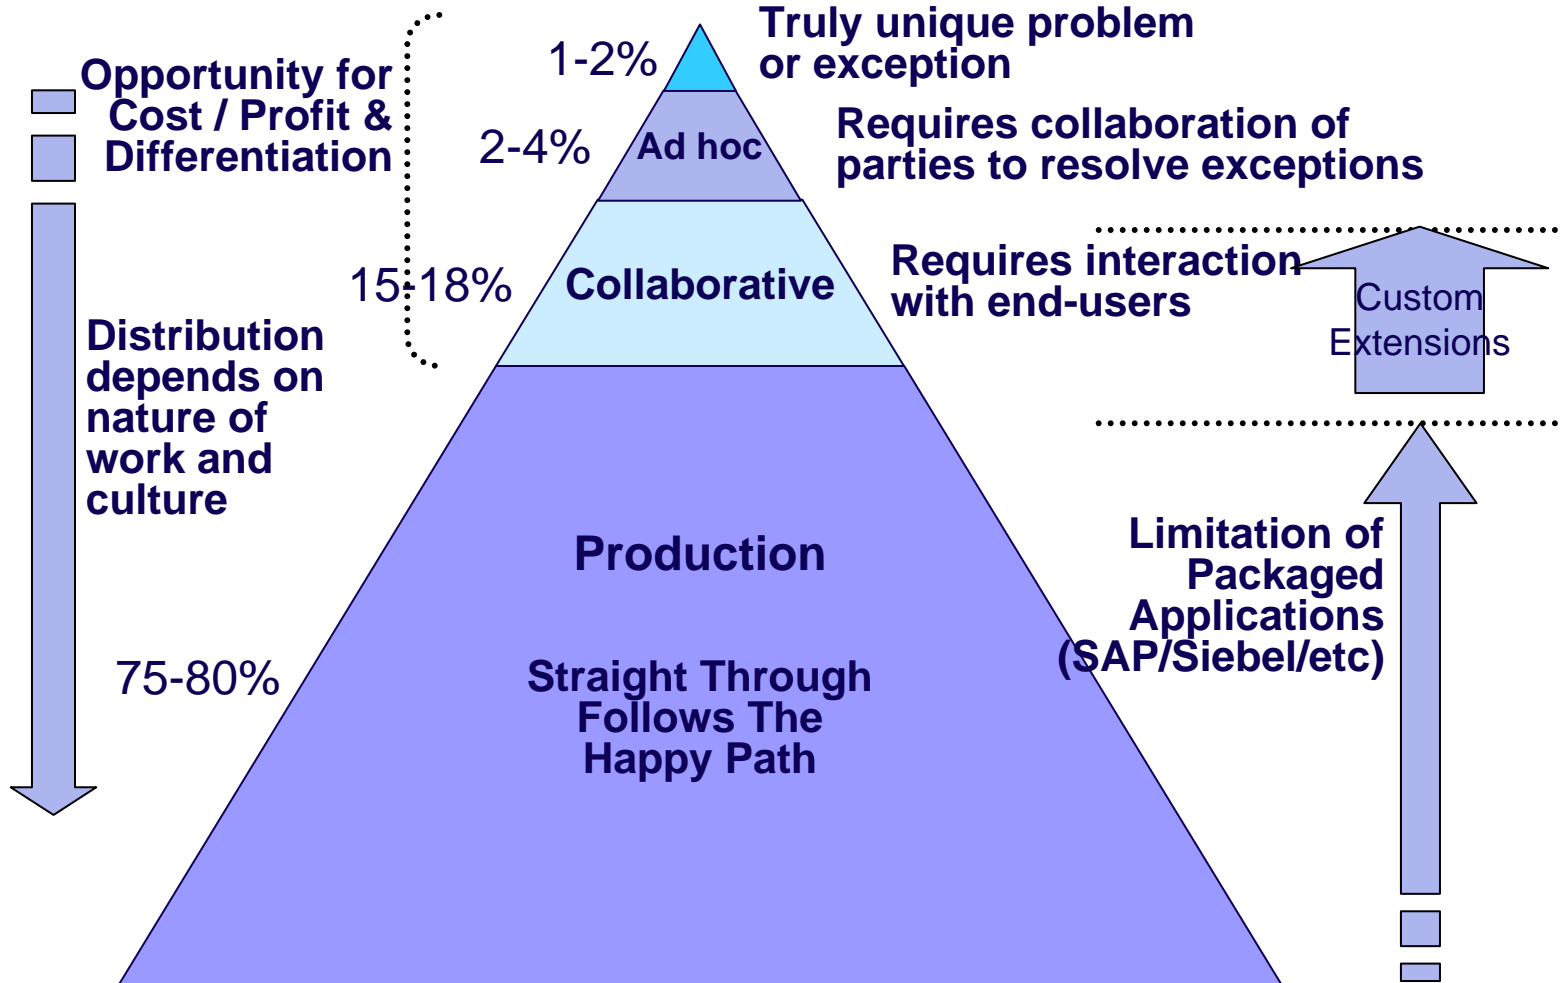 Truly unique problem
or exception
1-2%
Opportunity for
Cost / Profit &
Differentiation
2-4%
Ad hoc
Requires collaboration of
parties to resolve exceptions
15-18%
Collaborative
Requires interaction
with end-users
Custom
Extensions
Distribution
depends on
nature of
work and
culture
Production
Limitation of
Packaged
Applications
(SAP/Siebel/etc)
75-80%
Straight Through
Follows The
Happy Path